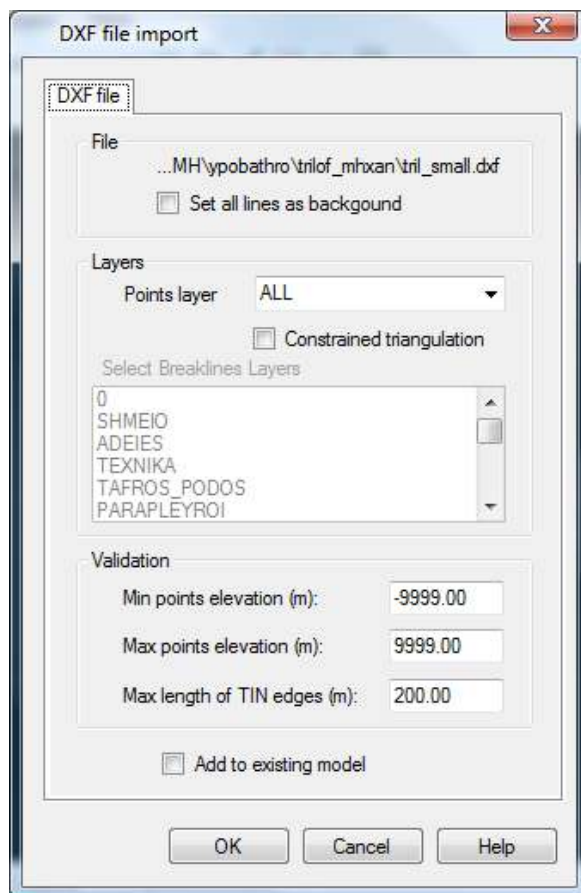 DXF file import
DXF file
File
...MH\ypobathro\trilof_mhxan\tril_small.dxf
Set all lines as backgound
Layers
Points layer ALL
Constrained triangulation
Select Breaklines Layers
0
SHMEIO
ADEIES
TEXNIKA
TAFROS_PODOS
PARAPLEYROI
Validation
Min points elevation (m): -9999.00
Max points elevation (m): 9999.00
Max length of TIN edges (m): 200.00
Add to existing model
OK Cancel Help